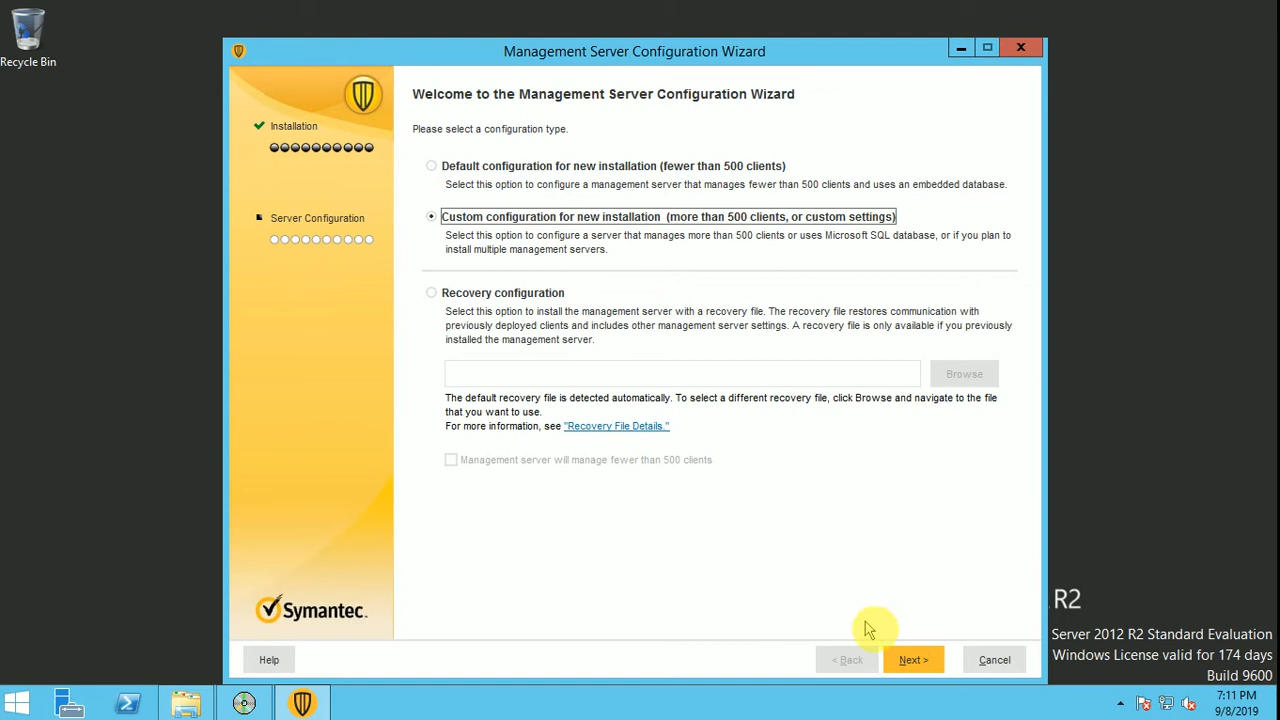 Recycle Bin
Management Server Configuration Wizard
Installation
Server Configuration
Symantec.
Welcome to the Management Server Configuration Wizard
Please select a configuration type.
Default configuration for new installation (fewer than 500 clients)
Select this option to configure a management server that manages fewer than 500 clients and uses an embedded database.
Custom configuration for new installation (more than 500 clients, or custom settings)
Select this option to configure a server that manages more than 500 clients or uses Microsoft SQL database, or if you plan to
install multiple management servers.
Recovery configuration
Select this option to install the management server with a recovery file. The recovery file restores communication with
previously deployed clients and includes other management server settings. A recovery file is only available if you previously
installed the management server.
Browse
The default recovery file is detected automatically. To select a different recovery file, click Browse and navigate to the file
that you want to use.
For more information, see "Recovery File Details."
Management server will manage fewer than 500 clients
Help
< Back
Next >
Cancel
R2
Server 2012 R2 Standard Evaluation
Windows License valid for 174 days
Build 9600
7:11 PM
9/8/2019